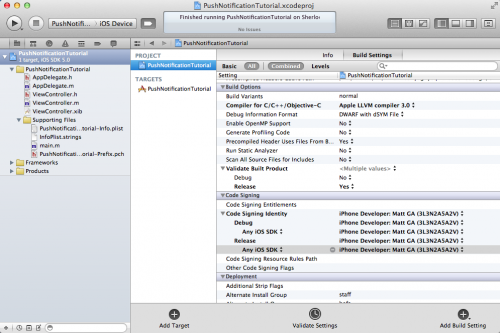 PushNotificationTutorial.xcodeproj
PushNotificationTutorial
iOS Device
Finished running PushNotificationTutorial on Sherlo
No Issues
PushNotificationTutorial
PushNotificationTutorial
1 target, iOS SDK 5.0
PushNotificationTutorial
AppDelegate.h
AppDelegate.m
ViewController.h
ViewController.m
ViewController.xib
Supporting Files
PushNotificati...torial-Info.plist
InfoPlist.strings
main.m
PushNotificati...orial-Prefix.pch
Frameworks
Products
PROJECT
PushNotificationTutorial
TARGETS
PushNotificationTutorial
Info
Build Settings
Basic
All
Combined
Levels
Setting
PushNotificationTutorial
Build Options
Build Variants
normal
Compiler for C/C++/Objective-C
Apple LLVM compiler 3.0
Debug Information Format
DWARF with dSYM File
Enable OpenMP Support
No
Generate Profiling Code
No
Precompiled Header Uses Files From B...
Yes
Run Static Analyzer
No
Scan All Source Files for Includes
No
Validate Built Product
<Multiple values>
Debug
No
Release
Yes
Code Signing
Code Signing Entitlements
Code Signing Identity
iPhone Developer: Matt GA (3L3N2A5A2V)
Debug
iPhone Developer: Matt GA (3L3N2A5A2V)
Any iOS SDK
iPhone Developer: Matt GA (3L3N2A5A2V)
Release
iPhone Developer: Matt GA (3L3N2A5A2V)
Any iOS SDK
iPhone Developer: Matt GA (3L3N2A5A2V)
Code Signing Resource Rules Path
Other Code Signing Flags
Deployment
Additional Strip Flags
Alternate Install Group
staff
Add Target
Validate Settings
Add Build Setting